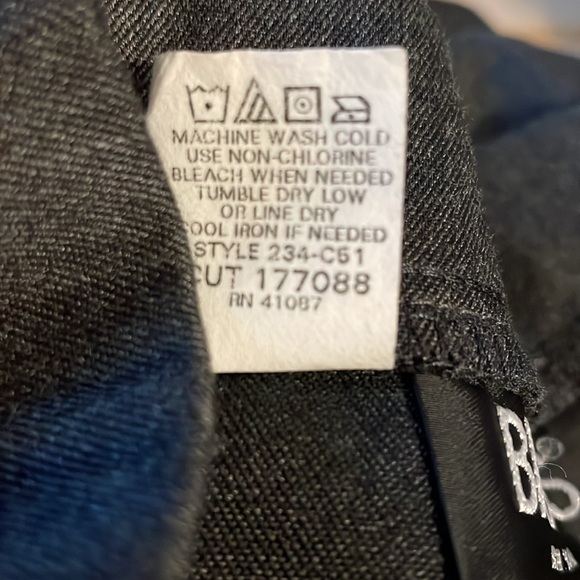 MACHINE WASH COLD
USE NON-CHLORINE
BLEACH WHEN NEEDED
TUMBLE DRY LOW
OR LINE DRY
COOL IRON IF NEEDED
STYLE 234-C51
CUT 177088
RN 41087